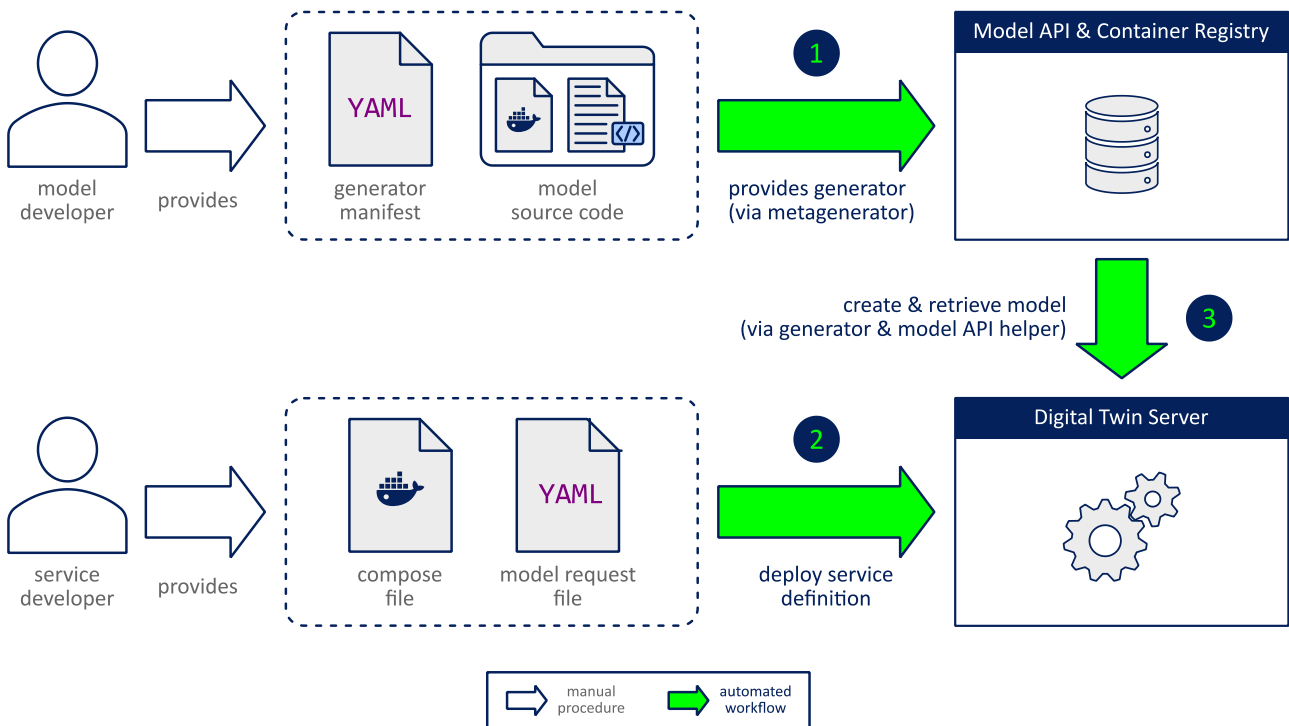 1
Model API & Container Registry
YAML
</>
model
developer
provides
generator
manifest
model
source code
provides generator
(via metagenerator)
create & retrieve model
(via generator & model API helper)
3
2
Digital Twin Server
YAML
service
developer
provides
compose
file
model request
file
deploy service
definition
manual
procedure
automated
workflow